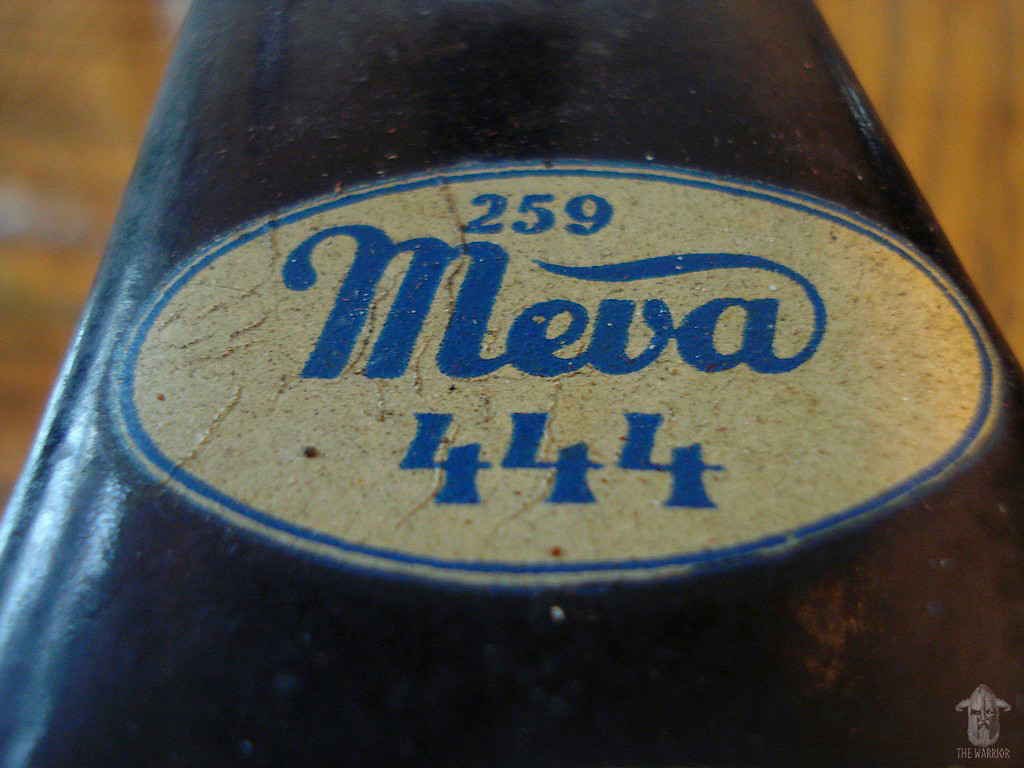 259
Meva
444
THE WARRIOR